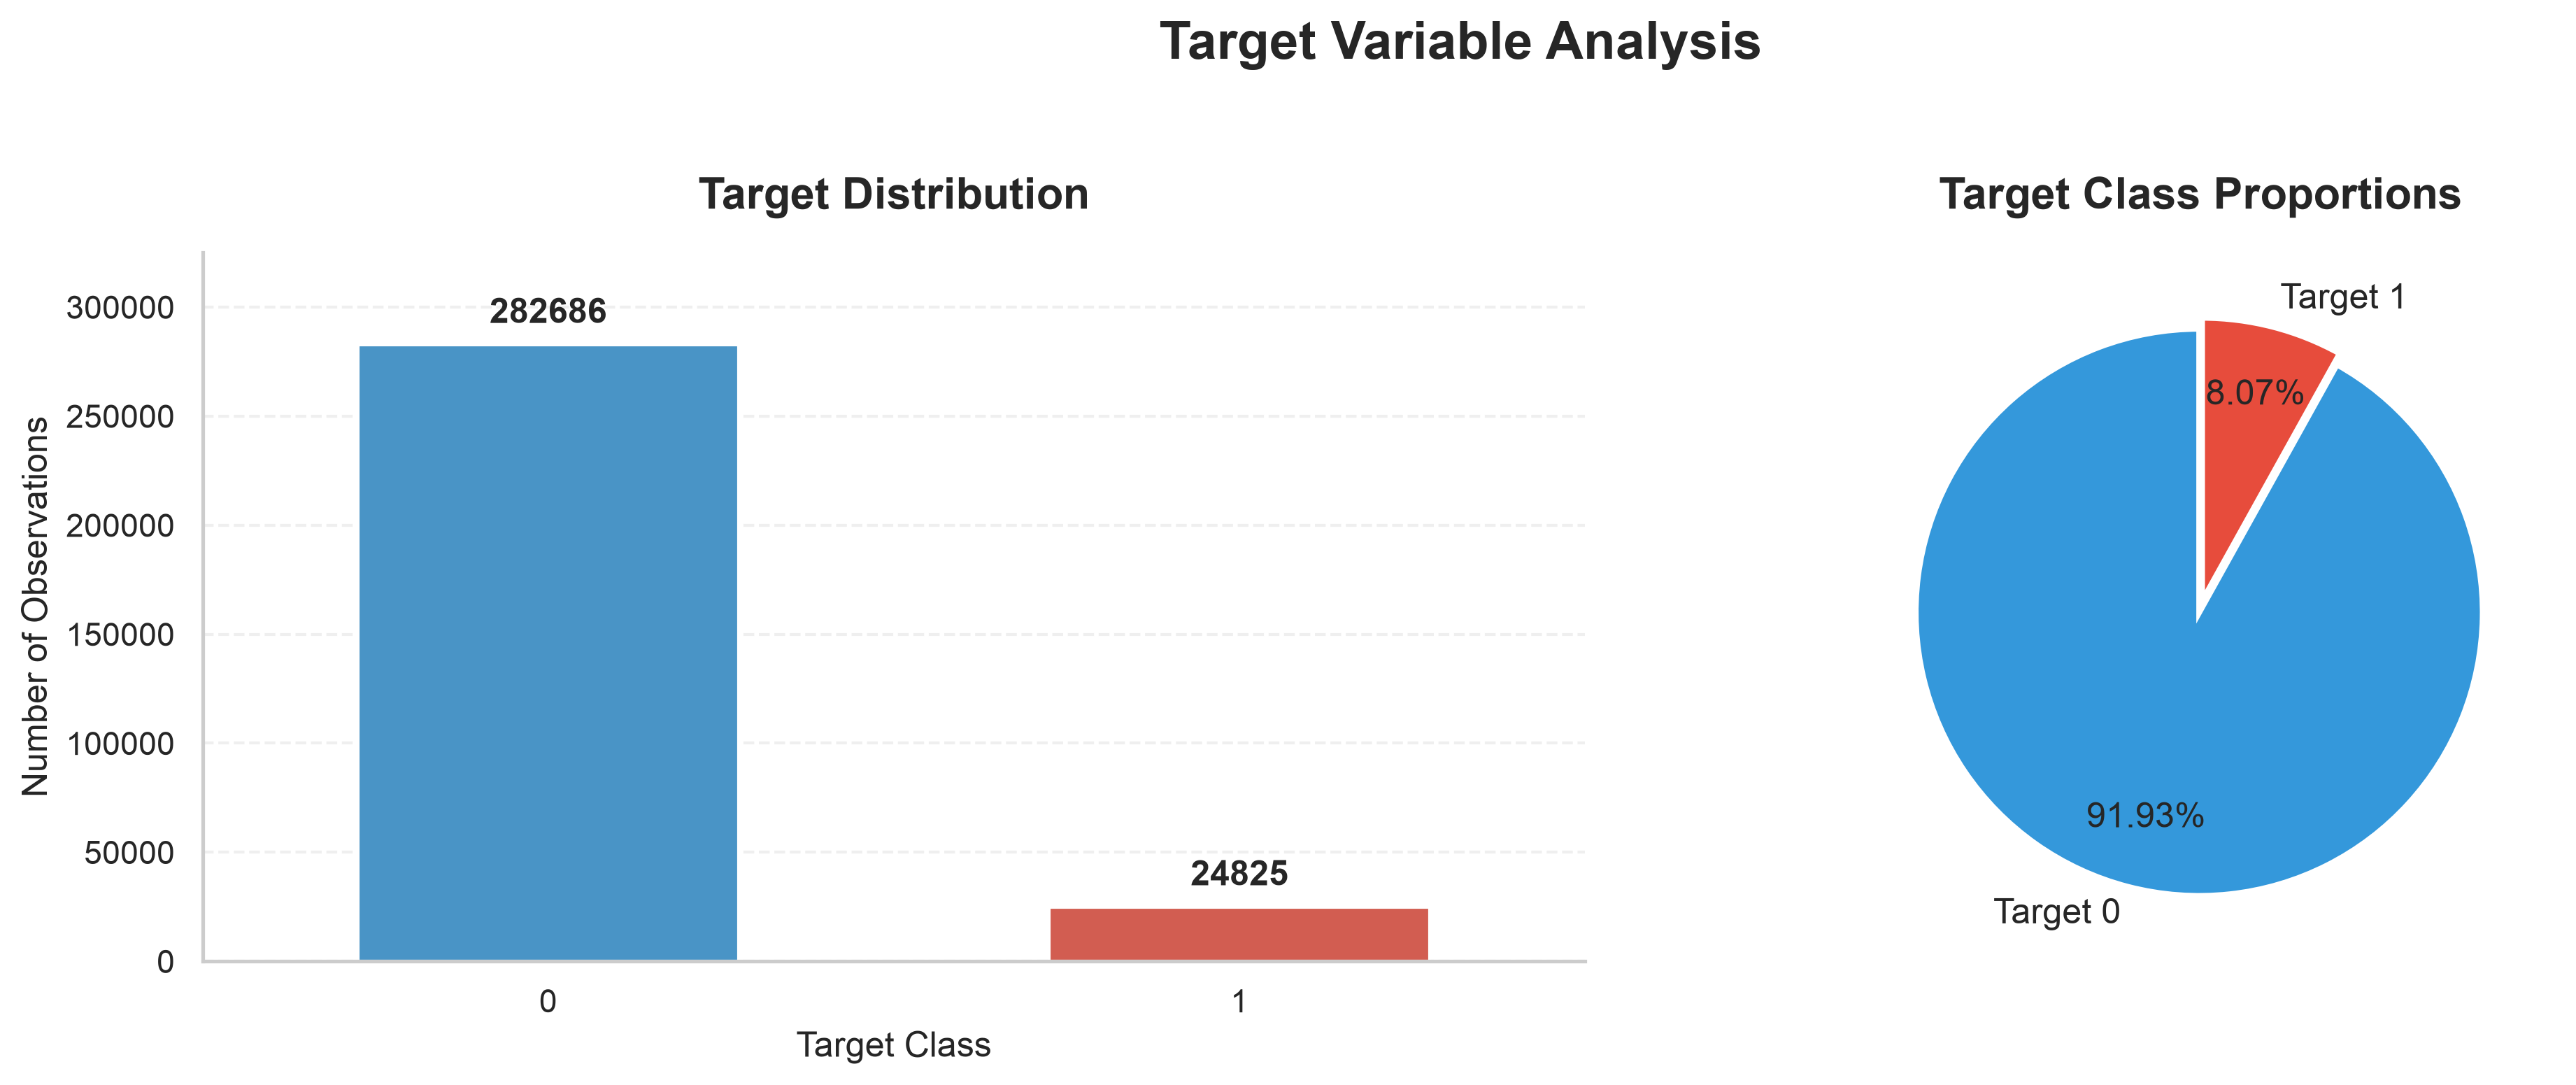 Target Variable Analysis
Target Distribution
Number of Observations
300000
250000
200000
150000
100000
50000
0
282686
24825
0
1
Target Class
Target Class Proportions
Target 1
8.07%
91.93%
Target 0